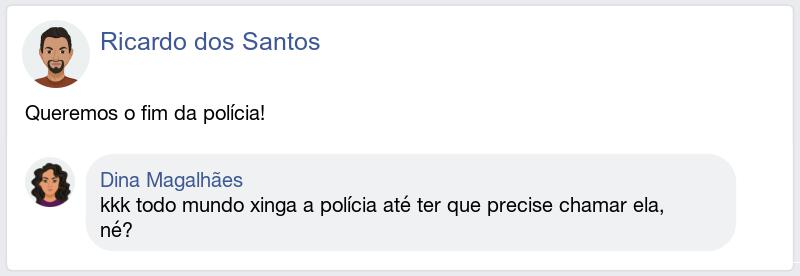 Ricardo dos Santos
Queremos o fim da polícia!
Dina Magalhães
kkk todo mundo xinga a polícia até ter que precise chamar ela,
né?